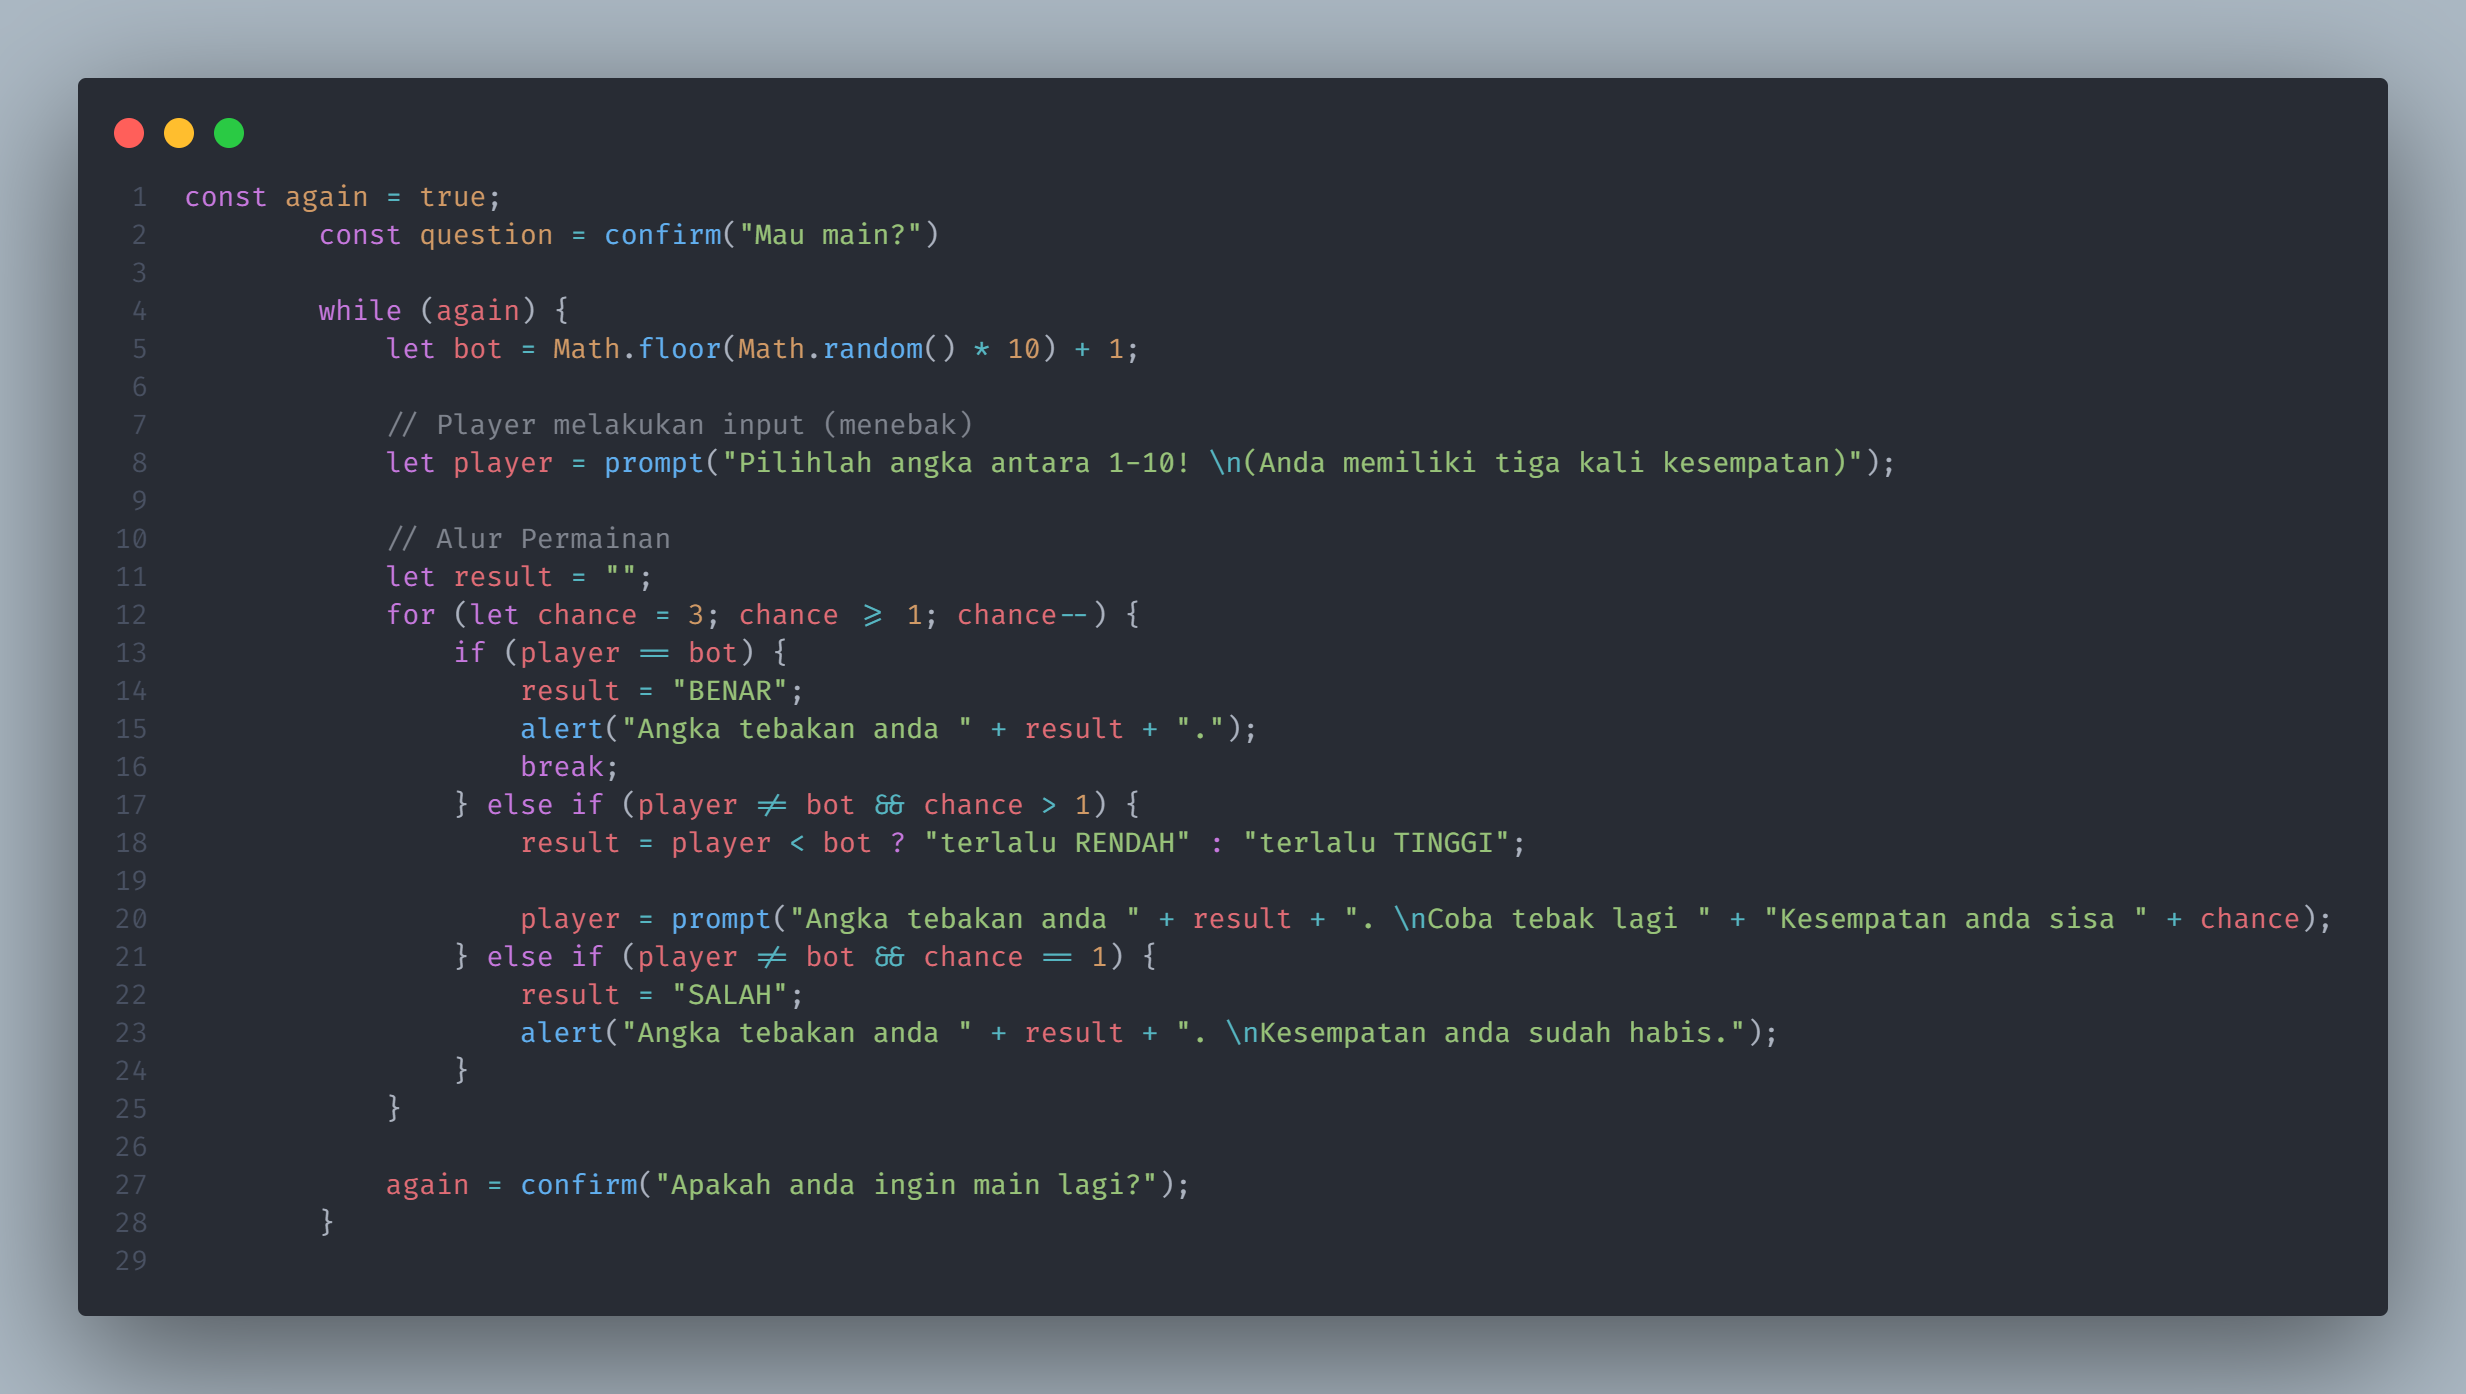 1 const again = true;
2 const question = confirm("Mau main?")
3
4 while (again) {
5 let bot = Math.floor(Math.random() * 10) + 1;
6
7 // Player melakukan input (menebak)
8 let player = prompt("Pilihlah angka antara 1-10! \n(Anda memiliki tiga kali kesempatan)");
9
10 // Alur Permainan
11 let result = "";
12 for (let chance = 3; chance >= 1; chance--) {
13 if (player == bot) {
14 result = "BENAR";
15 alert("Angka tebakan anda " + result + ".");
16 break;
17 } else if (player != bot && chance > 1) {
18 result = player < bot ? "terlalu RENDAH" : "terlalu TINGGI";
19
20 player = prompt("Angka tebakan anda " + result + ". \nCoba tebak lagi " + "Kesempatan anda sisa " + chance);
21 } else if (player != bot && chance == 1) {
22 result = "SALAH";
23 alert("Angka tebakan anda " + result + ". \nKesempatan anda sudah habis.");
24 }
25 }
26
27 again = confirm("Apakah anda ingin main lagi?");
28 }
29